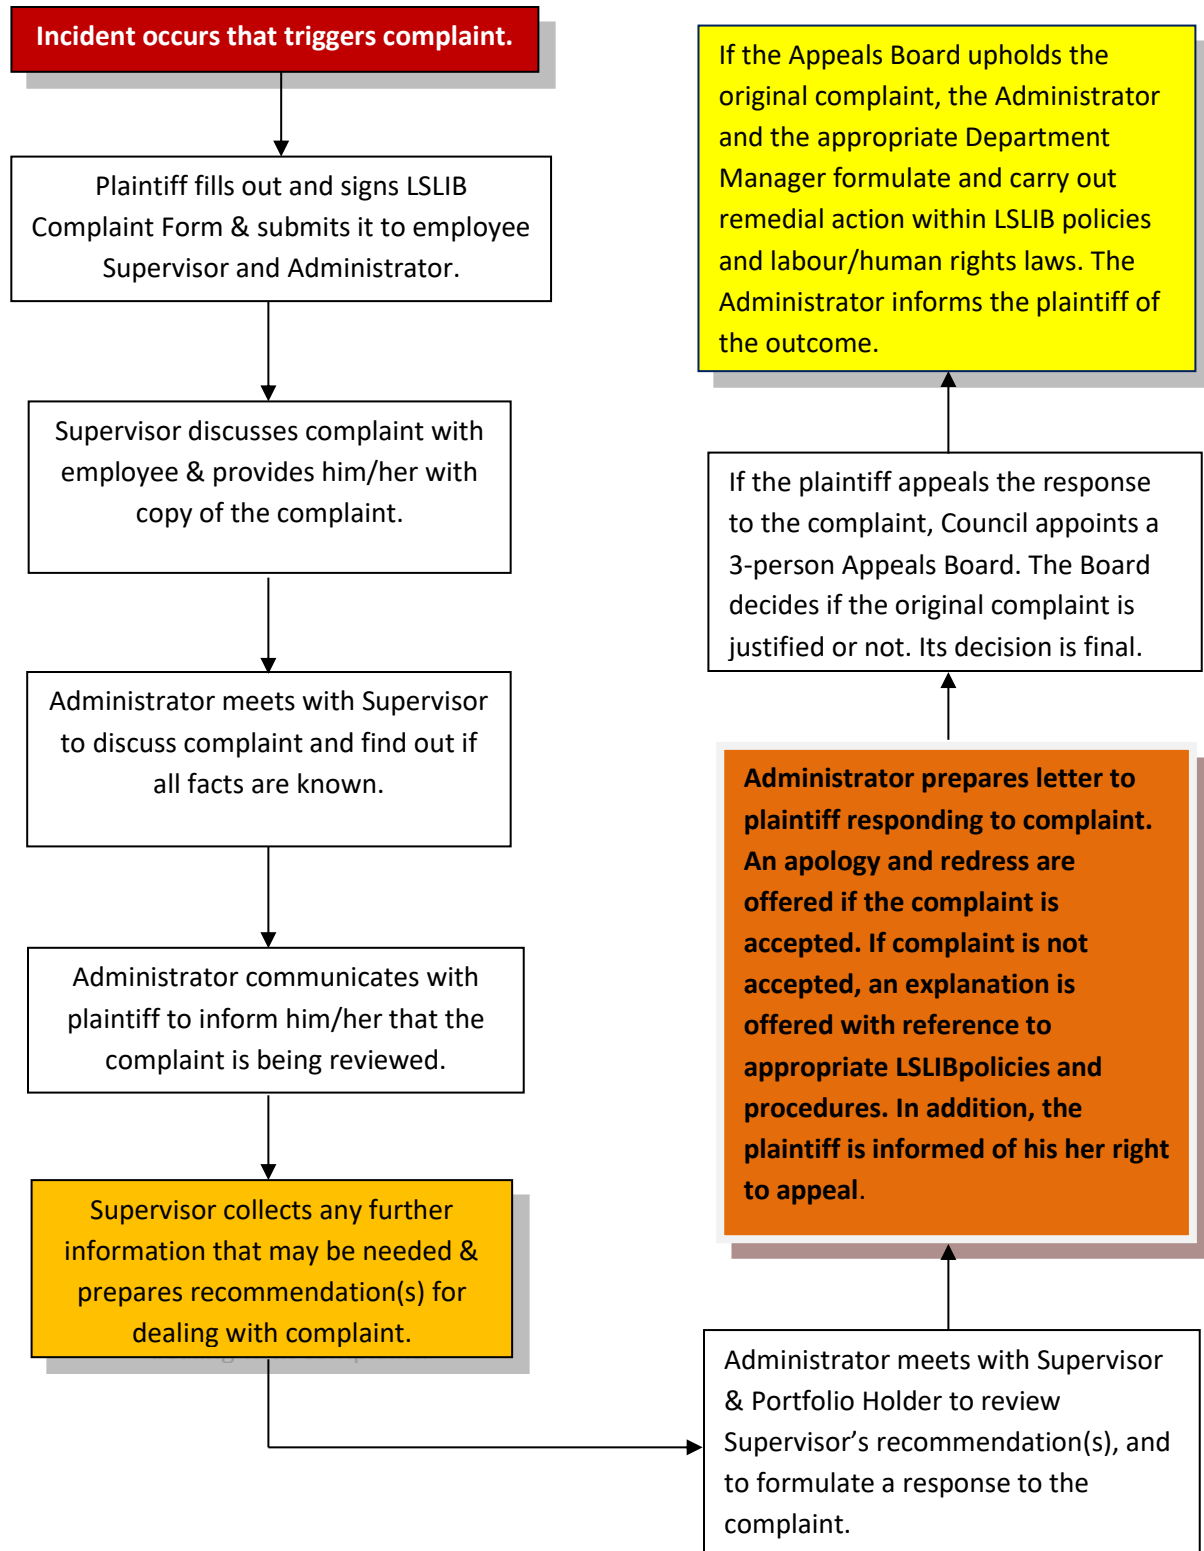 Incident occurs that triggers complaint.
Plaintiff fills out and signs LSLIB
Complaint Form & submits it to employee
Supervisor and Administrator.
Supervisor discusses complaint with
employee & provides him/her with
copy of the complaint.
Administrator meets with Supervisor
to discuss complaint and find out if
all facts are known.
Administrator communicates with
plaintiff to inform him/her that the
complaint is being reviewed.
Supervisor collects any further
information that may be needed &
prepares recommendation(s) for
dealing with complaint.
Administrator meets with Supervisor
& Portfolio Holder to review
Supervisor’s recommendation(s), and
to formulate a response to the
complaint.
Administrator prepares letter to
plaintiff responding to complaint.
An apology and redress are
offered if the complaint is
accepted. If complaint is not
accepted, an explanation is
offered with reference to
appropriate LSLIBpolicies and
procedures. In addition, the
plaintiff is informed of his her right
to appeal.
If the plaintiff appeals the response
to the complaint, Council appoints a
3-person Appeals Board. The Board
decides if the original complaint is
justified or not. Its decision is final.
If the Appeals Board upholds the
original complaint, the Administrator
and the appropriate Department
Manager formulate and carry out
remedial action within LSLIB policies
and labour/human rights laws. The
Administrator informs the plaintiff of
the outcome.